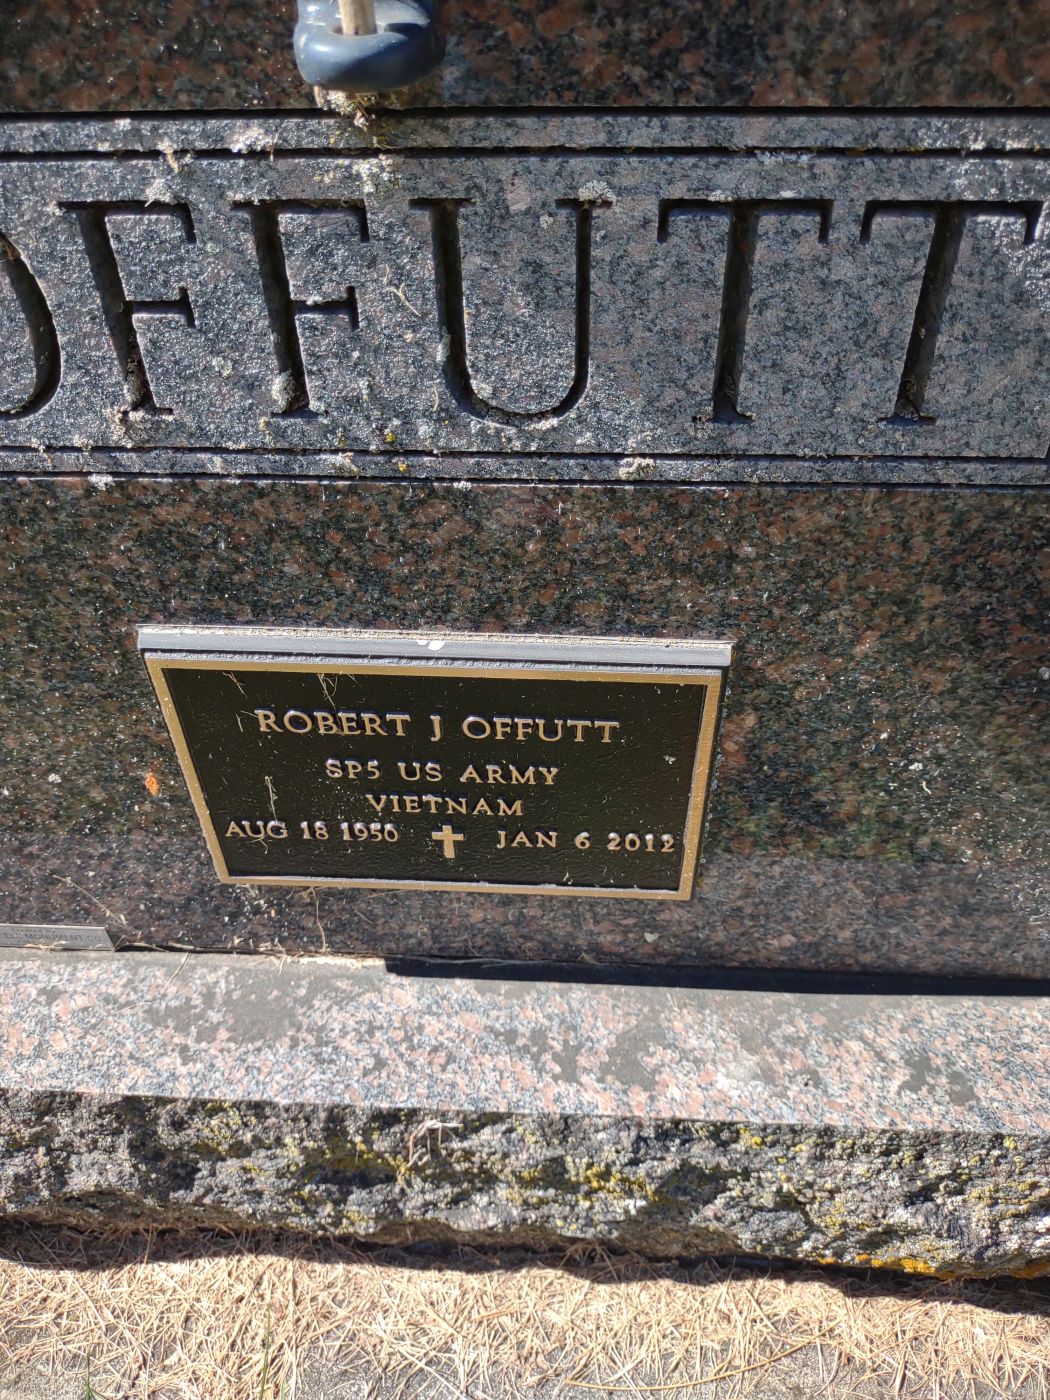 OFFUTT
ROBERT J OFFUTT
SP5 US ARMY
VIETNAM
AUG 18 1950 JAN 6 2012